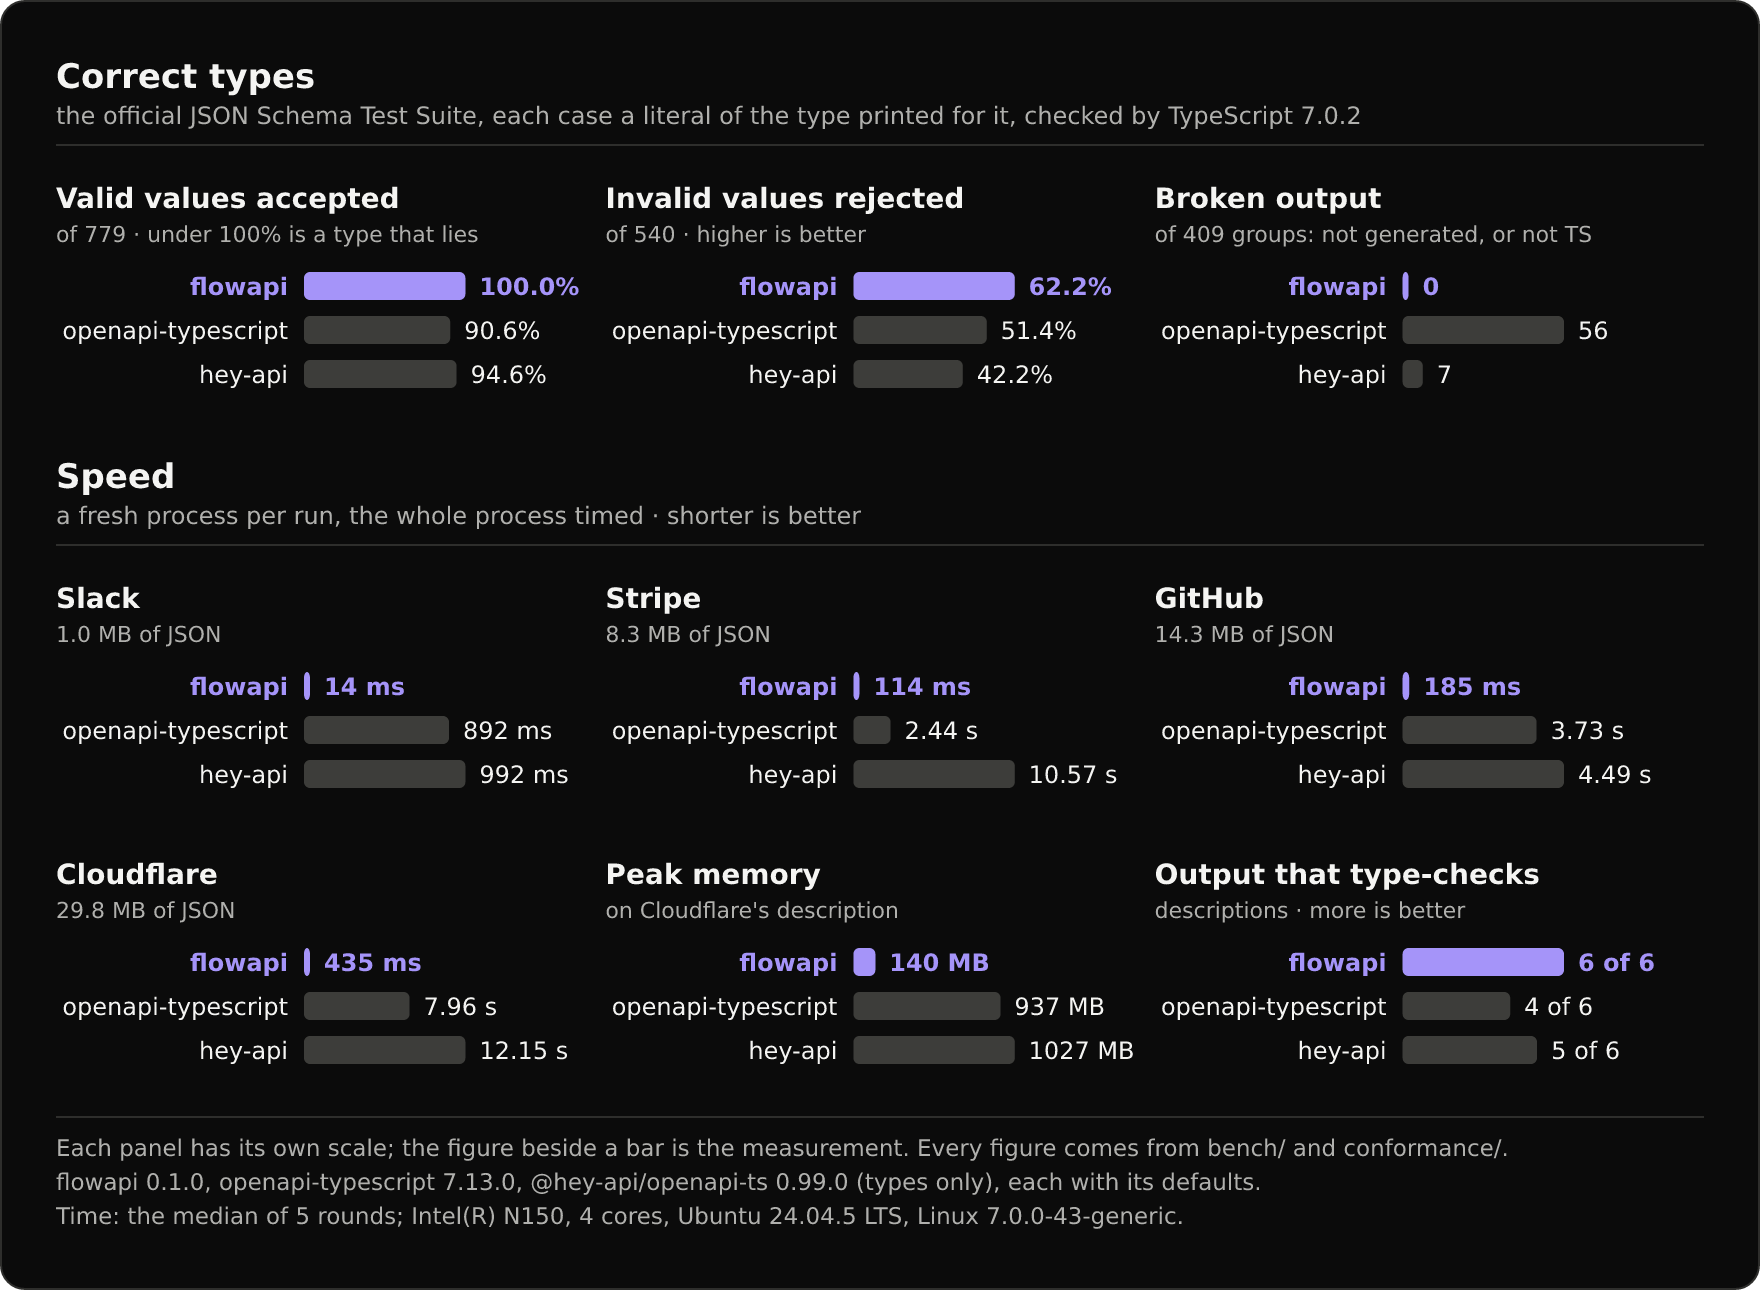 Correct types
the official JSON Schema Test Suite, each case a literal of the type printed for it, checked by TypeScript 7.0.2
Valid values accepted
of 779 · under 100% is a type that lies
flowapi 100.0%
openapi-typescript 90.6%
hey-api 94.6%
Invalid values rejected
of 540 · higher is better
flowapi 62.2%
openapi-typescript 51.4%
hey-api 42.2%
Broken output
of 409 groups: not generated, or not TS
flowapi 0
openapi-typescript 56
hey-api 7
Speed
a fresh process per run, the whole process timed · shorter is better
Slack
1.0 MB of JSON
flowapi 14 ms
openapi-typescript 892 ms
hey-api 992 ms
Stripe
8.3 MB of JSON
flowapi 114 ms
openapi-typescript 2.44 s
hey-api 10.57 s
GitHub
14.3 MB of JSON
flowapi 185 ms
openapi-typescript 3.73 s
hey-api 4.49 s
Cloudflare
29.8 MB of JSON
flowapi 435 ms
openapi-typescript 7.96 s
hey-api 12.15 s
Peak memory
on Cloudflare's description
flowapi 140 MB
openapi-typescript 937 MB
hey-api 1027 MB
Output that type-checks
descriptions · more is better
flowapi 6 of 6
openapi-typescript 4 of 6
hey-api 5 of 6
Each panel has its own scale; the figure beside a bar is the measurement. Every figure comes from bench/ and conformance/.
flowapi 0.1.0, openapi-typescript 7.13.0, @hey-api/openapi-ts 0.99.0 (types only), each with its defaults.
Time: the median of 5 rounds; Intel(R) N150, 4 cores, Ubuntu 24.04.5 LTS, Linux 7.0.0-43-generic.